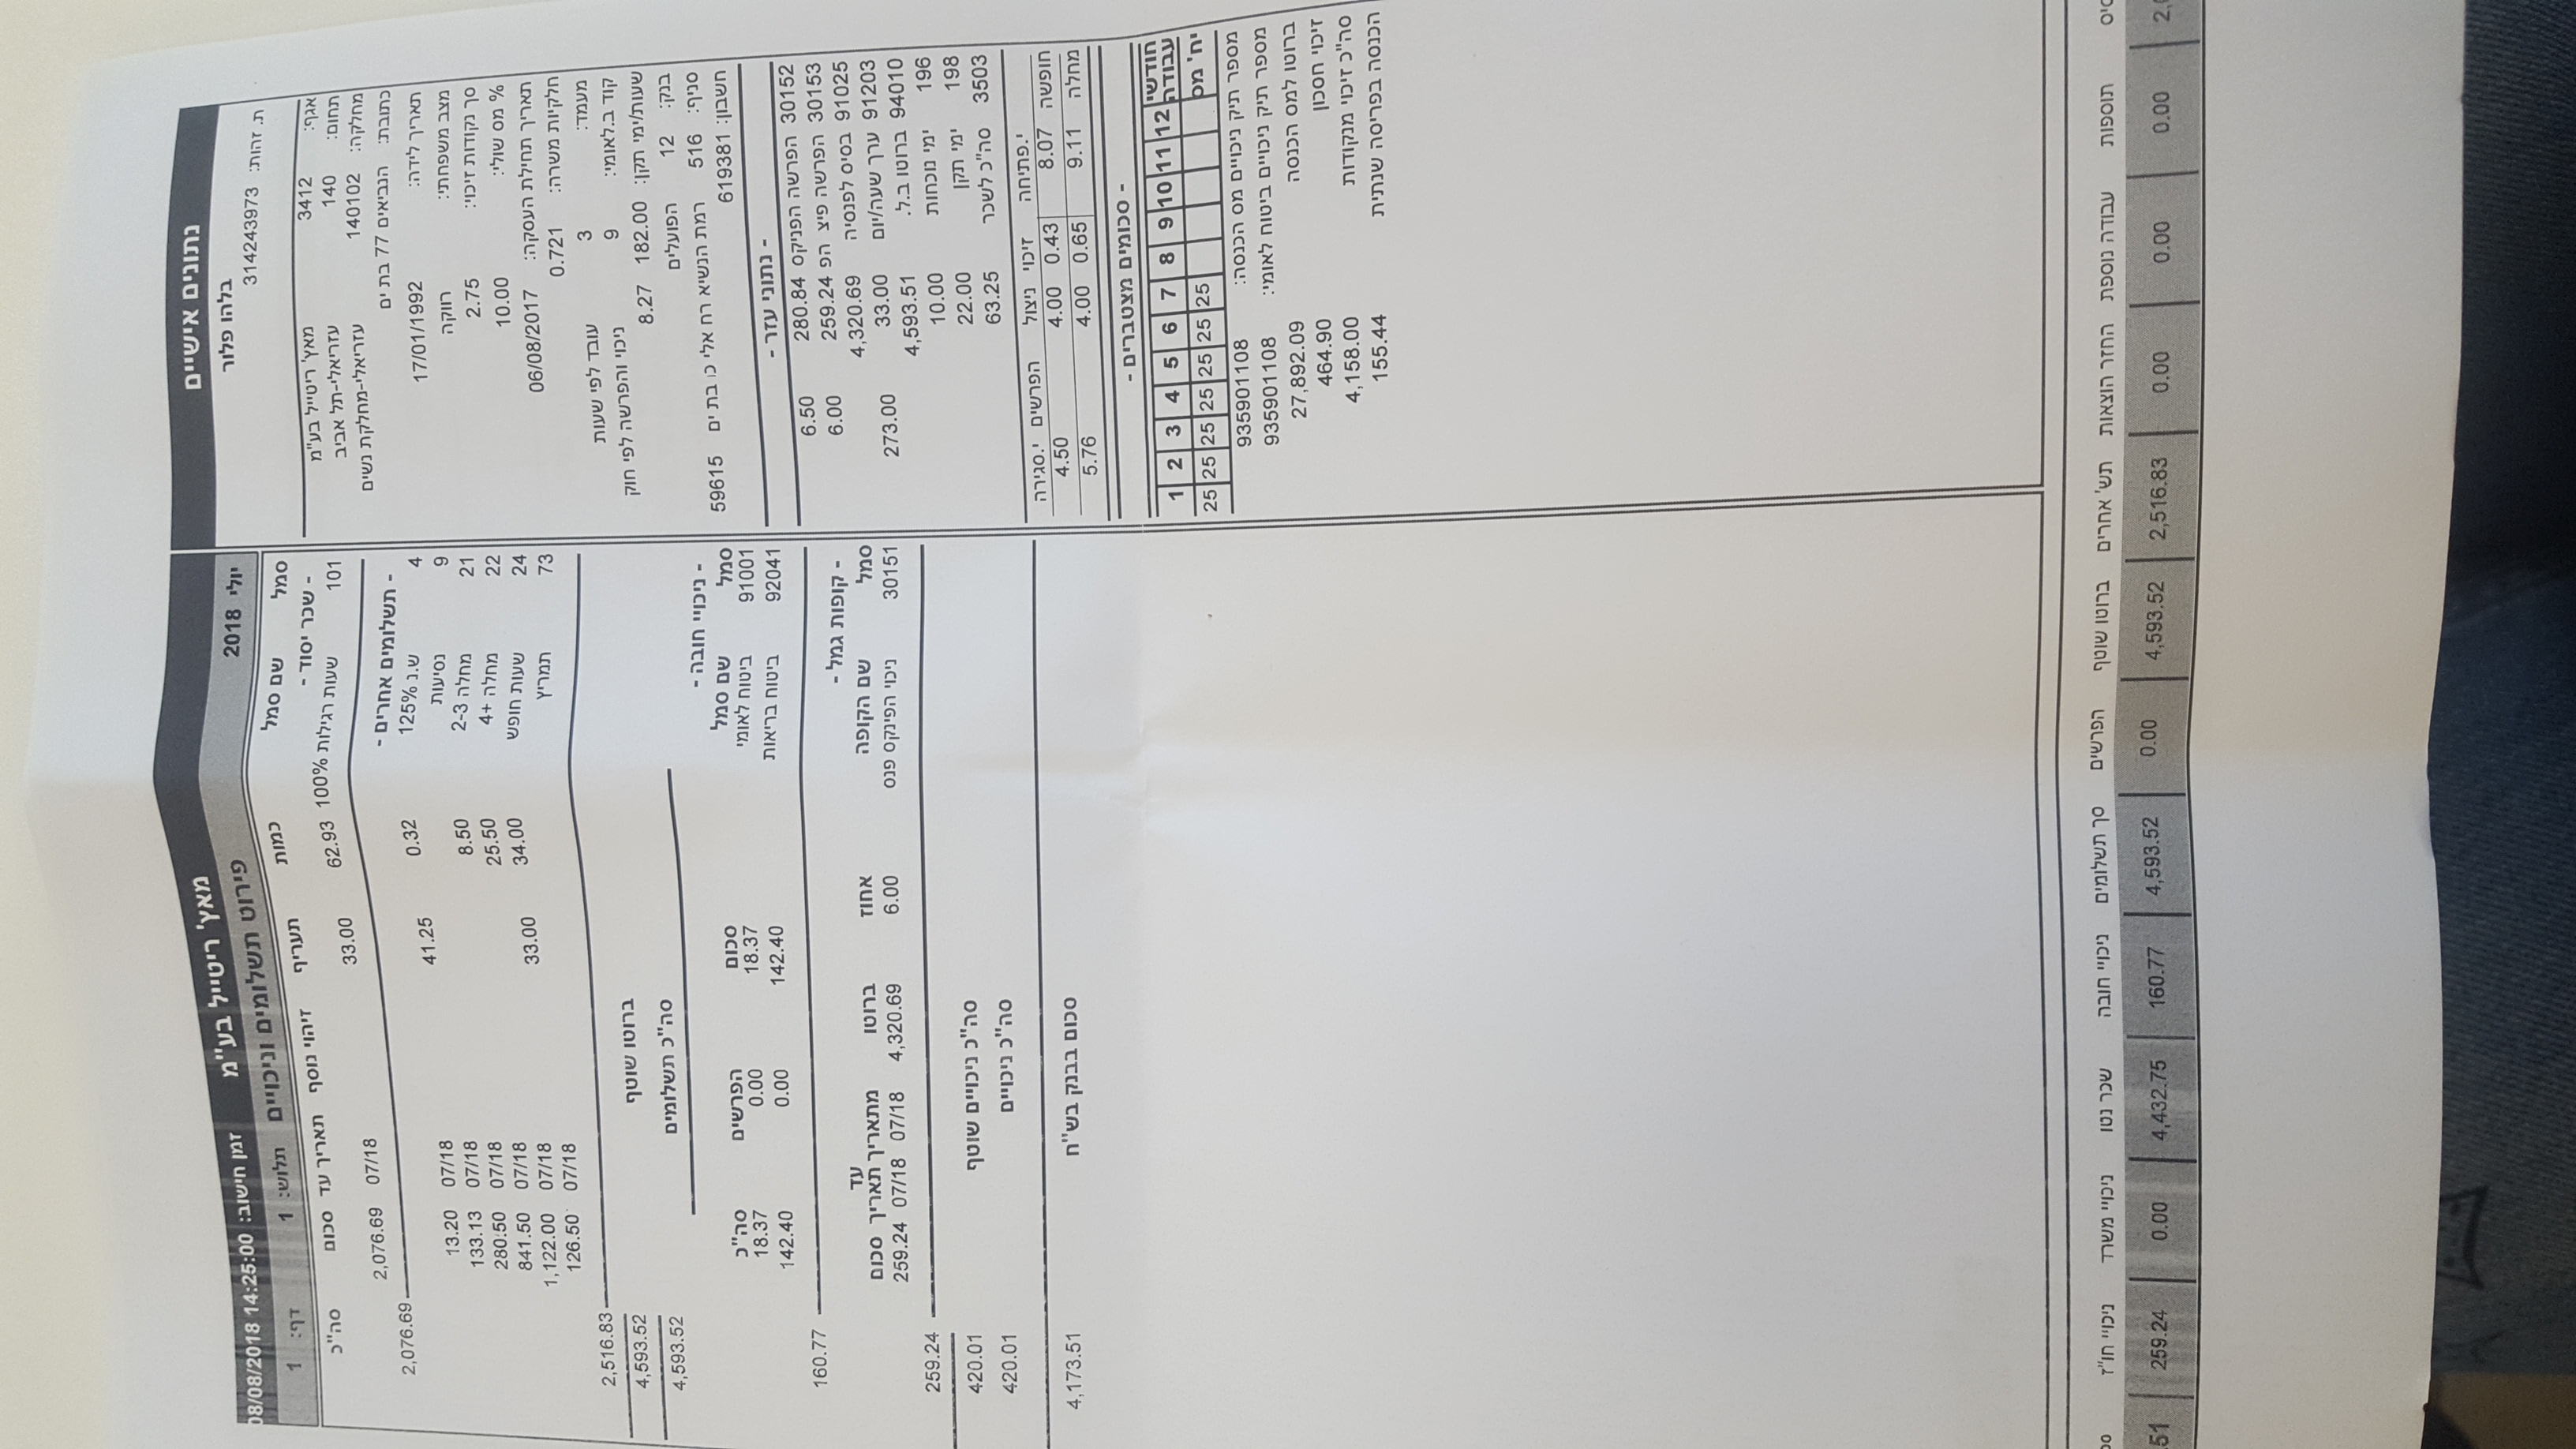 נתונים אישיים
בלהו פלור
ת. זהות: 314243973
אגף: 3412 מאץ' ריטייל בע"מ
תחום: 140 עזריאלי-תל אביב
מחלקה: 140102 עזריאלי-מחלקת נשים
כתובת: הנביאים 77 בת ים
תאריך לידה: 17/01/1992
מצב משפחתי: רווקה
סך נקודות זיכוי: 2.75
% מס שולי: 10.00
תאריך תחילת העסקה: 06/08/2017
חלקיות משרה: 0.721
מעמד: 3 עובד לפי שעות
קוד ב.לאומי: 9 ניכוי והפרשה לפי חוק
שעות/ימי תקן: 182.00 8.27
בנק: 12 הפועלים
סניף: 516 רמת הנשיא רח אלי כו בת ים 59615
חשבון: 619381
- נתוני עזר -
30152 הפרשה הפניקס 280.84 6.50
30153 הפרשה פיצ הפ 259.24 6.00
91025 בסיס לפנסיה 4,320.69
91203 ערך שעה/יום 33.00 273.00
94010 ברוטו ב.ל. 4,593.51
196 ימי נוכחות 10.00
198 ימי תקן 22.00
3503 סה"כ לשכר 63.25
י.פתיחה זיכוי ניצול הפרשים י.סגירה
חופשה 8.07 0.43 4.00 4.50
מחלה 9.11 0.65 4.00 5.76
- סכומים מצטברים -
חודשי עבודה 12 11 10 9 8 7 6 5 4 3 2 1
יח' מס 25 25 25 25 25 25 25
מספר תיק ניכויים מס הכנסה: 935901108
מספר תיק ניכויים ביטוח לאומי: 935901108
ברוטו למס הכנסה 27,892.09
זיכוי חסכון 464.90
סה"כ זיכוי מנקודות 4,158.00
הכנסה בפריסה שנתית 155.44
מאץ' ריטייל בע"מ זמן חישוב: 08/08/2018 14:25:00
יולי 2018 פירוט תשלומים וניכויים תלוש: 1 דף: 1
סמל שם סמל כמות תעריף זיהוי נוסף תאריך עד סכום סה"כ
- שכר יסוד -
101 שעות רגילות 100% 62.93 33.00 07/18 2,076.69
2,076.69
- תשלומים אחרים -
4 ש.נ 125% 0.32 41.25 07/18 13.20
9 נסיעות 07/18 133.13
21 מחלה 2-3 8.50 07/18 280.50
22 מחלה 4+ 25.50 07/18 841.50
24 שעות חופש 34.00 33.00 07/18 1,122.00
73 תמריץ 07/18 126.50
2,516.83
ברוטו שוטף 4,593.52
סה"כ תשלומים 4,593.52
- ניכויי חובה -
סמל שם סמל סכום הפרשים סה"כ
91001 ביטוח לאומי 18.37 0.00 18.37
92041 ביטוח בריאות 142.40 0.00 142.40
160.77
- קופות גמל -
סמל שם הקופה אחוז ברוטו מתאריך עד תאריך סכום
30151 ניכוי הפינקס פנס 6.00 4,320.69 07/18 07/18 259.24
259.24
סה"כ ניכויים שוטף 420.01
סה"כ ניכויים 420.01
סכום בבנק בש"ח 4,173.51
תוספות עבודה נוספת החזר הוצאות תש' אחרים ברוטו שוטף הפרשים סך תשלומים ניכויי חובה שכר נטו ניכויי משרד ניכויי חו"ז
0.00 0.00 0.00 2,516.83 4,593.52 0.00 4,593.52 160.77 4,432.75 0.00 259.24